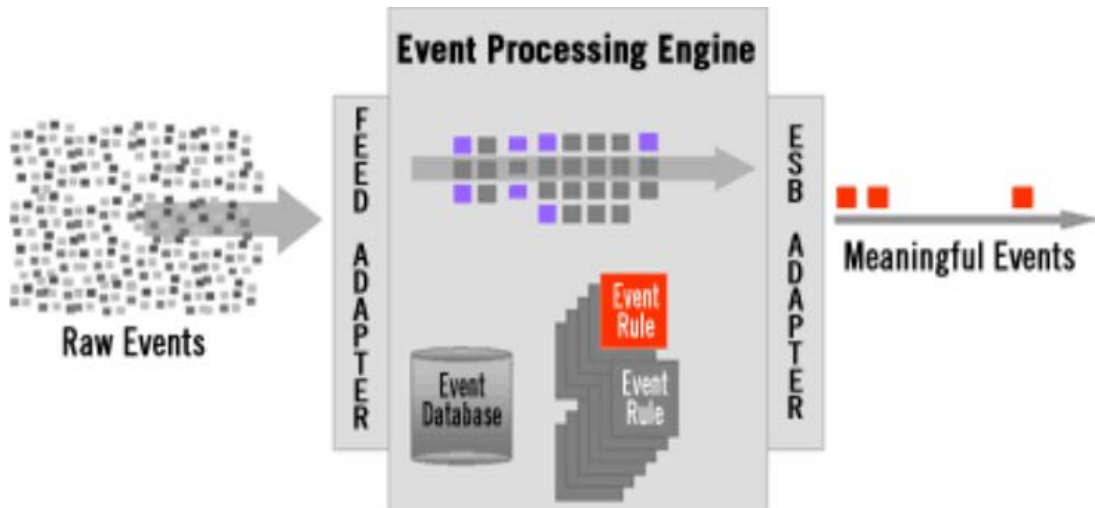 Event Processing Engine
FEED ADAPTER
ESB ADAPTER
Raw Events
Meaningful Events
Event
Database
Event
Rule
Event
Rule